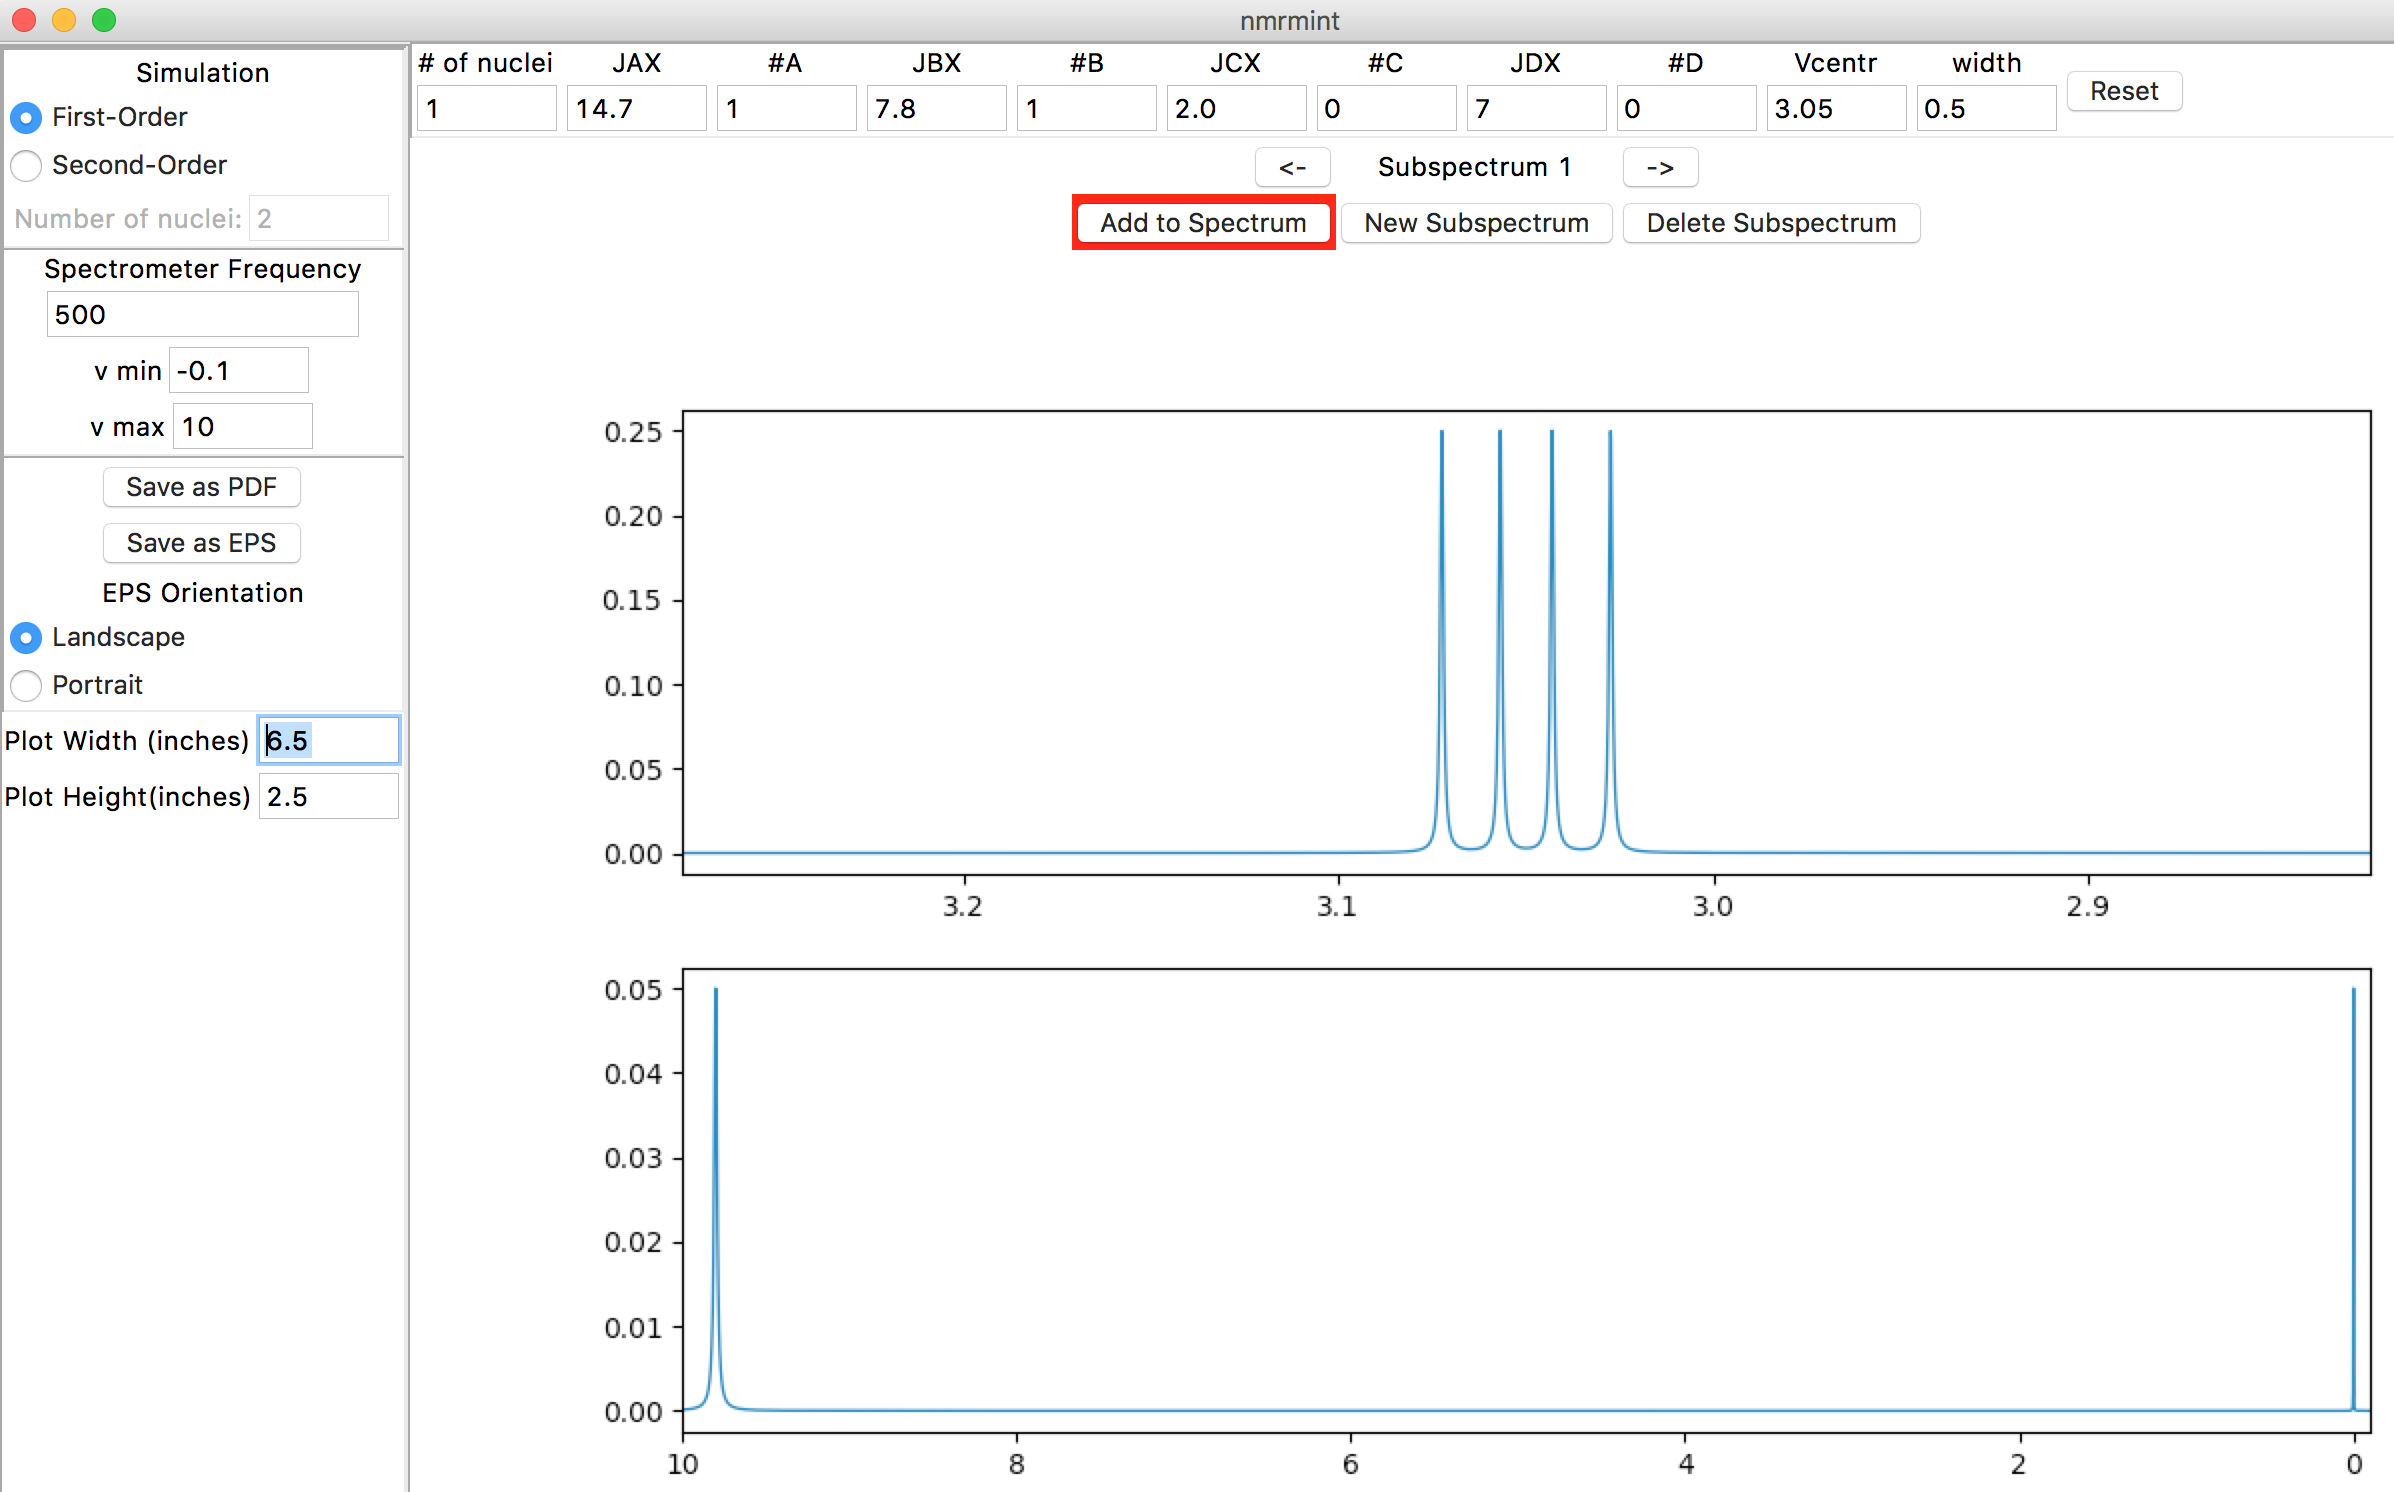 nmrmint
Simulation
First-Order
Second-Order
Number of nuclei: 2
Spectrometer Frequency
500
v min -0.1
v max 10
Save as PDF
Save as EPS
EPS Orientation
Landscape
Portrait
Plot Width (inches) 6.5
Plot Height(inches) 2.5
# of nuclei JAX #A JBX #B JCX #C JDX #D Vcentr width
1 14.7 1 7.8 1 2.0 0 7 0 3.05 0.5 Reset
<- Subspectrum 1 ->
Add to Spectrum New Subspectrum Delete Subspectrum
0.25
0.20
0.15
0.10
0.05
0.00
3.2 3.1 3.0 2.9
0.05
0.04
0.03
0.02
0.01
0.00
10 8 6 4 2 0